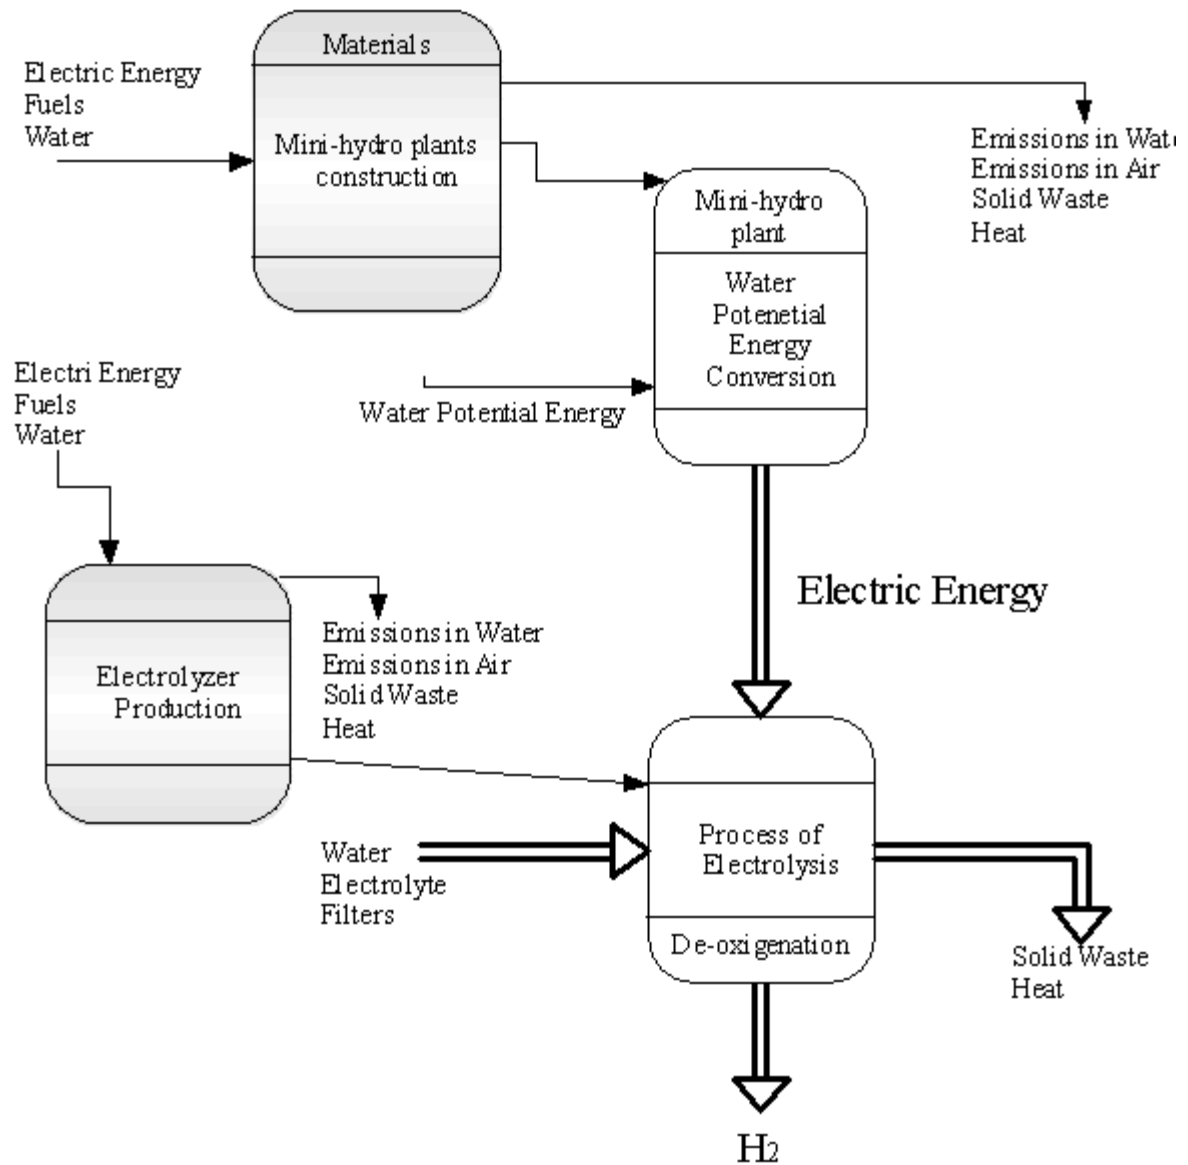 Materials
Electric Energy
Fuels
Water
Mini-hydro plants
construction
Emissions in Wate
Emissions in Air
Solid Waste
Heat
Mini-hydro
plant
Water
Potenetial
Energy
Conversion
Water Potential Energy
Electri Energy
Fuels
Water
Electric Energy
Electrolyzer
Production
Emissions in Water
Emissions in Air
Solid Waste
Heat
Process of
Electrolysis
De-oxigenation
Water
Electrolyte
Filters
Solid Waste
Heat
H2